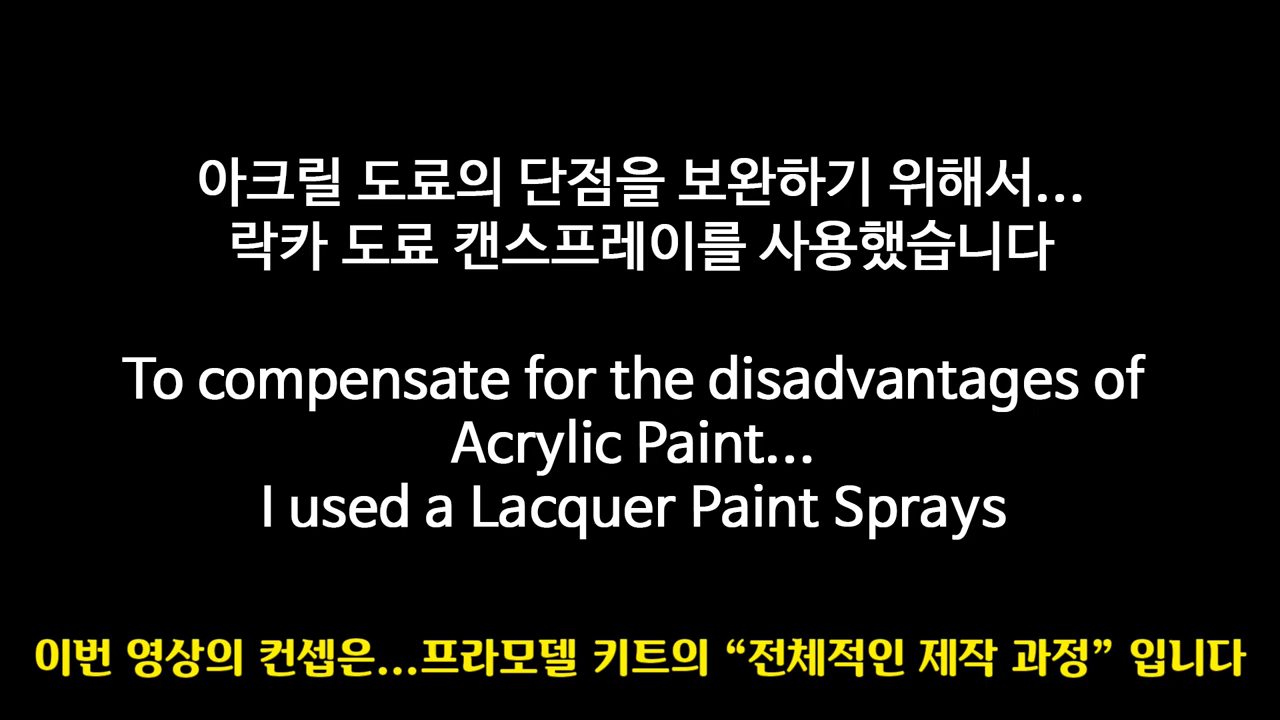 아크릴 도료의 단점을 보완하기 위해서...
락카 도료 캔스프레이를 사용했습니다
To compensate for the disadvantages of
Acrylic Paint...
I used a Lacquer Paint Sprays
이번 영상의 컨셉은...프라모델 키트의 “전체적인 제작 과정” 입니다